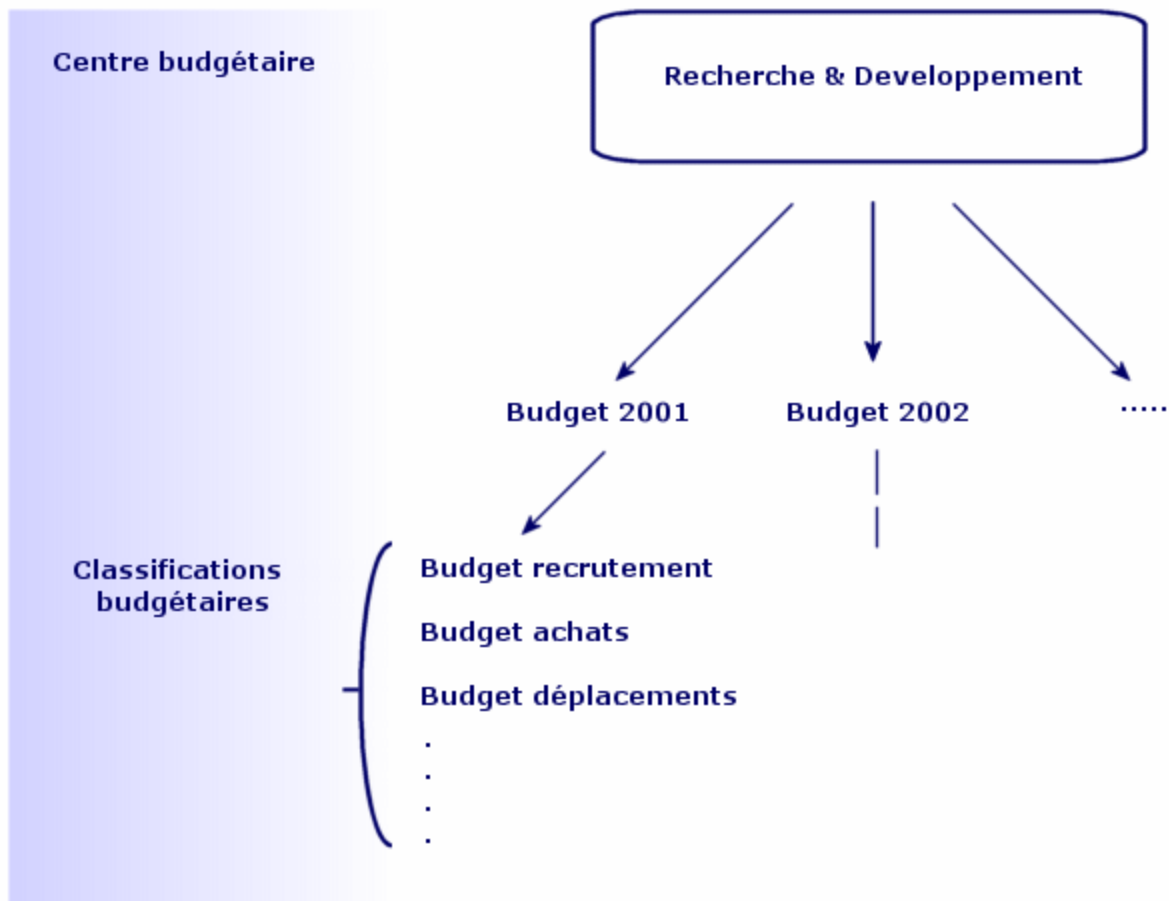 Centre budgétaire
Recherche & Developpement
Budget 2001
Budget 2002
.....
Classifications
budgétaires
Budget recrutement
Budget achats
Budget déplacements
.
.
.
.